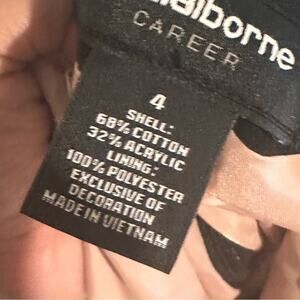 aiborne
CAREER
4
SHELL:
68% COTTON
32% ACRYLIC
LINING:
100% POLYESTER
EXCLUSIVE OF
DECORATION
MADE IN VIETNAM